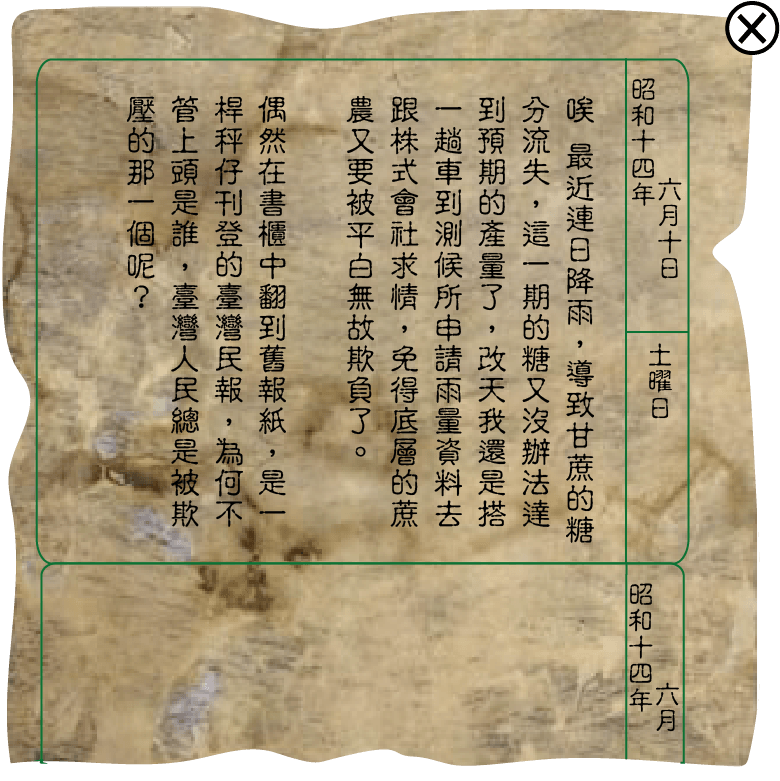 昭和十四年
六月十日
土曜日
唉 最近連日降雨，導致甘蔗的糖
分流失，這一期的糖又沒辦法達
到預期的產量了，改天我還是搭
一趟車到測候所申請雨量資料去
跟株式會社求情，免得底層的蔗
農又要被平白無故欺負了。
偶然在書櫃中翻到舊報紙，是一
桿秤仔刊登的臺灣民報，為何不
管上頭是誰，臺灣人民總是被欺
壓的那一個呢？
昭和十四年
六月